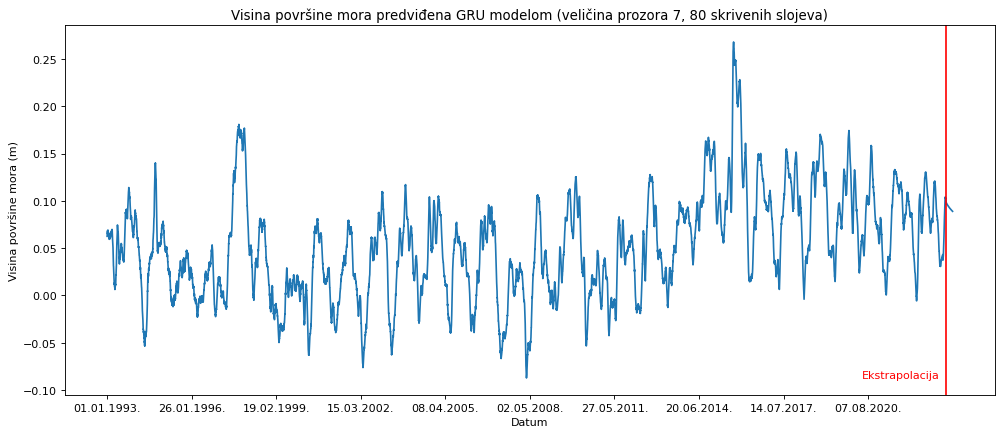 Visina površine mora predviđena GRU modelom (veličina prozora 7, 80 skrivenih slojeva)
Visina površine mora (m)
0.25
0.20
0.15
0.10
0.05
0.00
−0.05
−0.10
Ekstrapolacija
01.01.1993. 26.01.1996. 19.02.1999. 15.03.2002. 08.04.2005. 02.05.2008. 27.05.2011. 20.06.2014. 14.07.2017. 07.08.2020.
Datum